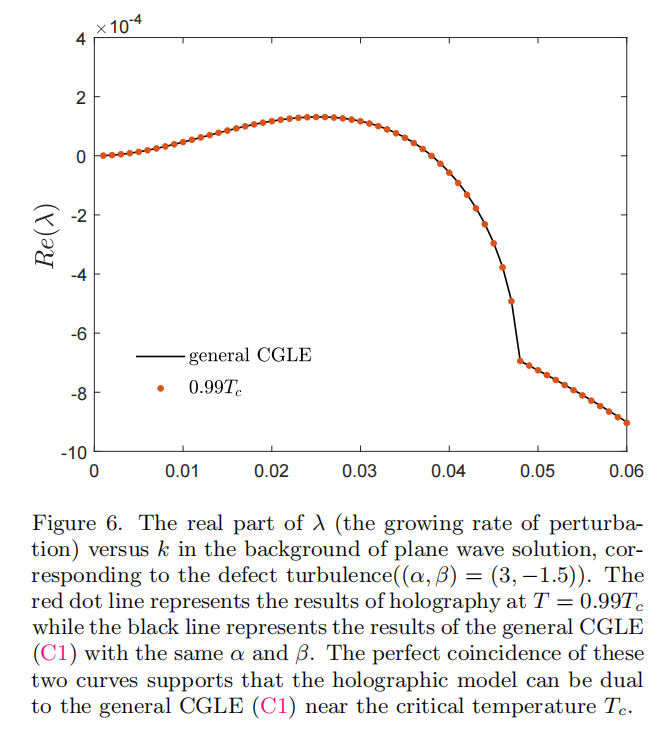 ×10⁻⁴
4
2
0
-2
-4
-6
-8
-10
Re(λ)
general CGLE
0.99T_c
0 0.01 0.02 0.03 0.04 0.05 0.06
Figure 6. The real part of λ (the growing rate of perturba-
tion) versus k in the background of plane wave solution, cor-
responding to the defect turbulence((α, β) = (3, −1.5)). The
red dot line represents the results of holography at T = 0.99T_c
while the black line represents the results of the general CGLE
(C1) with the same α and β. The perfect coincidence of these
two curves supports that the holographic model can be dual
to the general CGLE (C1) near the critical temperature T_c.